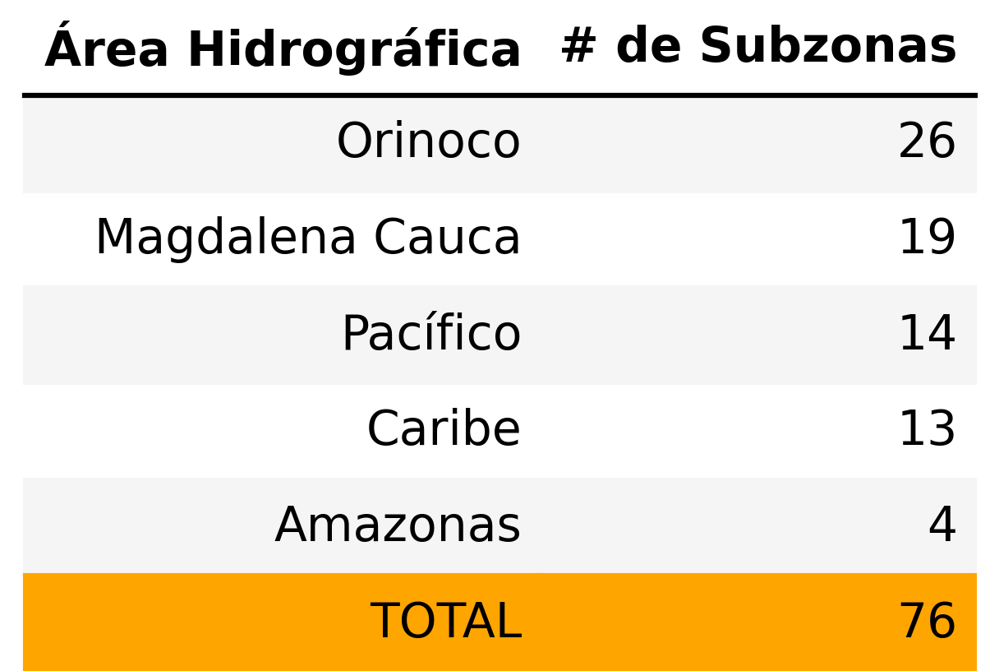 Área Hidrográfica # de Subzonas
Orinoco 26
Magdalena Cauca 19
Pacífico 14
Caribe 13
Amazonas 4
TOTAL 76